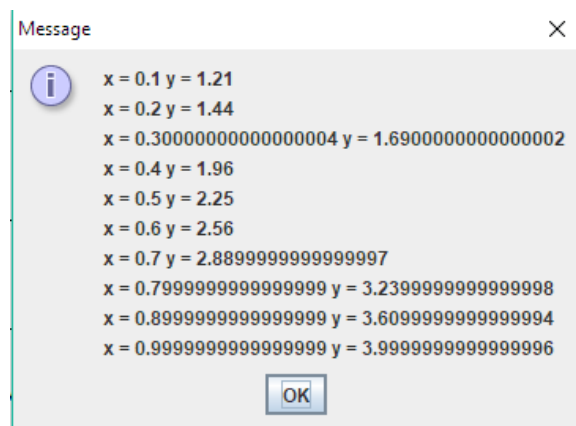 Message
x = 0.1 y = 1.21
x = 0.2 y = 1.44
x = 0.30000000000000004 y = 1.6900000000000002
x = 0.4 y = 1.96
x = 0.5 y = 2.25
x = 0.6 y = 2.56
x = 0.7 y = 2.8899999999999997
x = 0.7999999999999999 y = 3.2399999999999998
x = 0.8999999999999999 y = 3.6099999999999994
x = 0.9999999999999999 y = 3.9999999999999996
OK